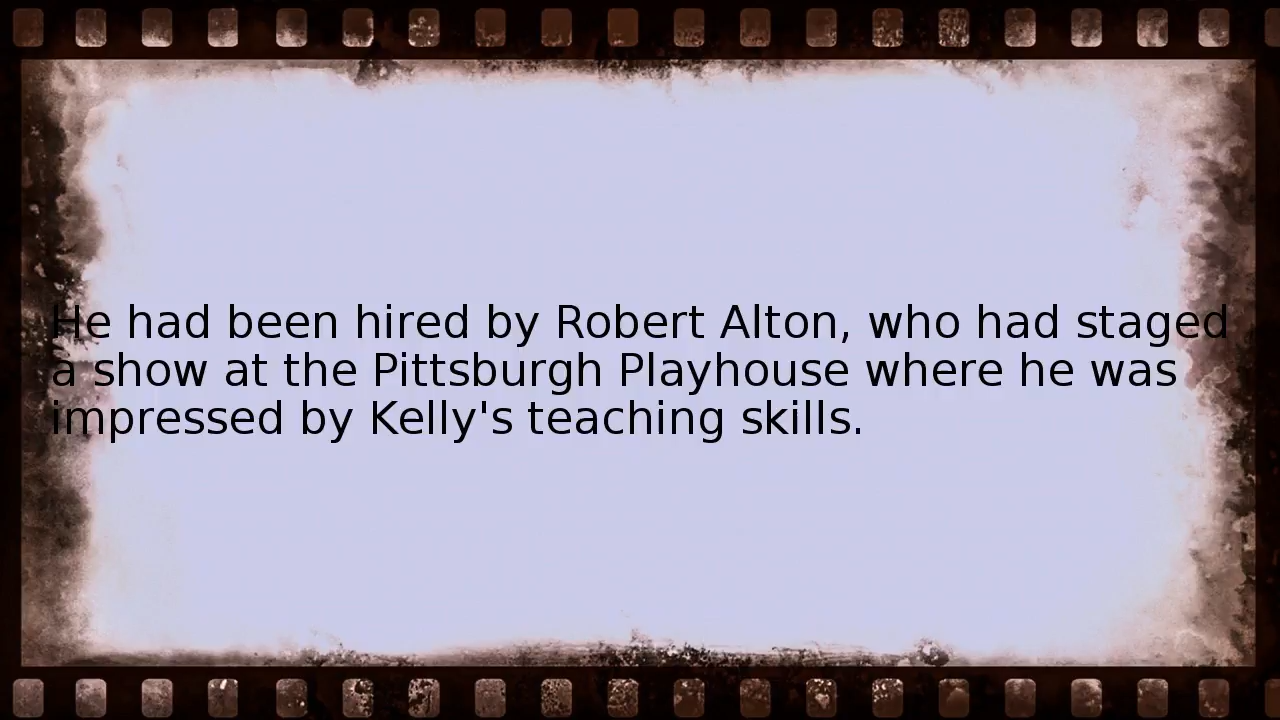 He had been hired by Robert Alton, who had staged
a show at the Pittsburgh Playhouse where he was
impressed by Kelly's teaching skills.